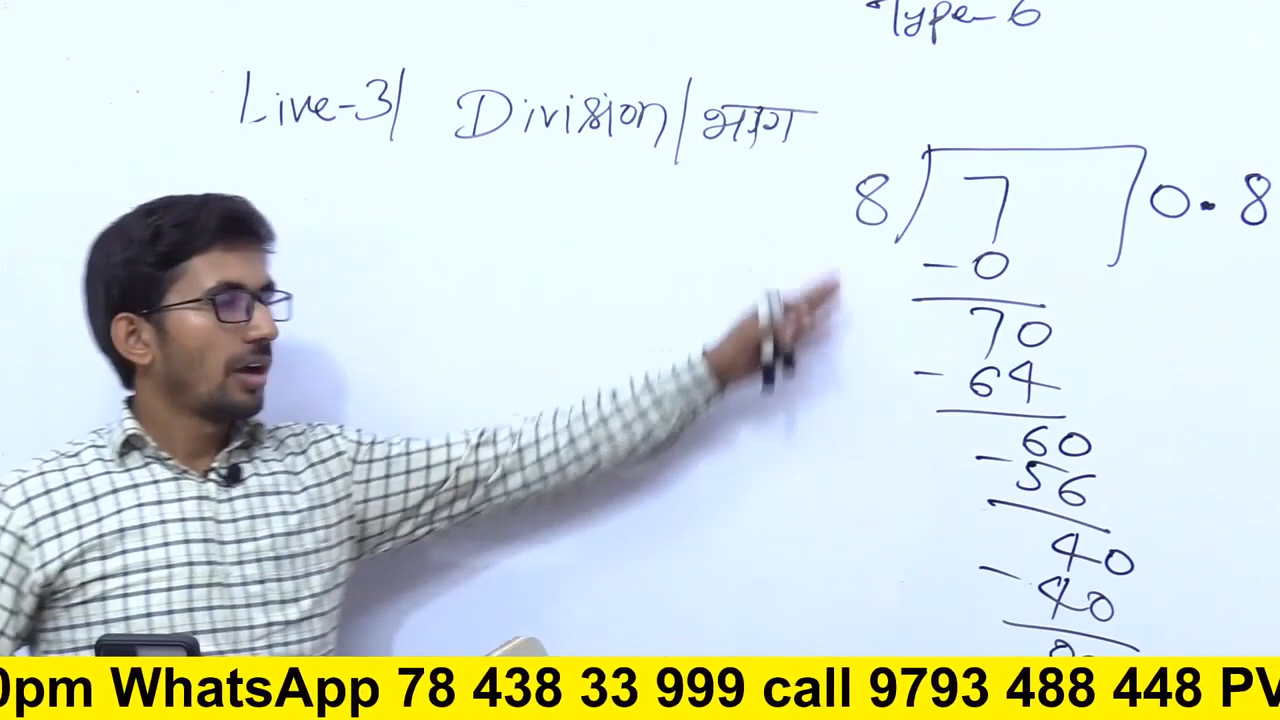 Type-6
Live-3/ Division/भाग
8) 7 ) 0.8
- 0
70
- 64
- 60
56
40
- 40
0pm WhatsApp 78 438 33 999 call 9793 488 448 PV